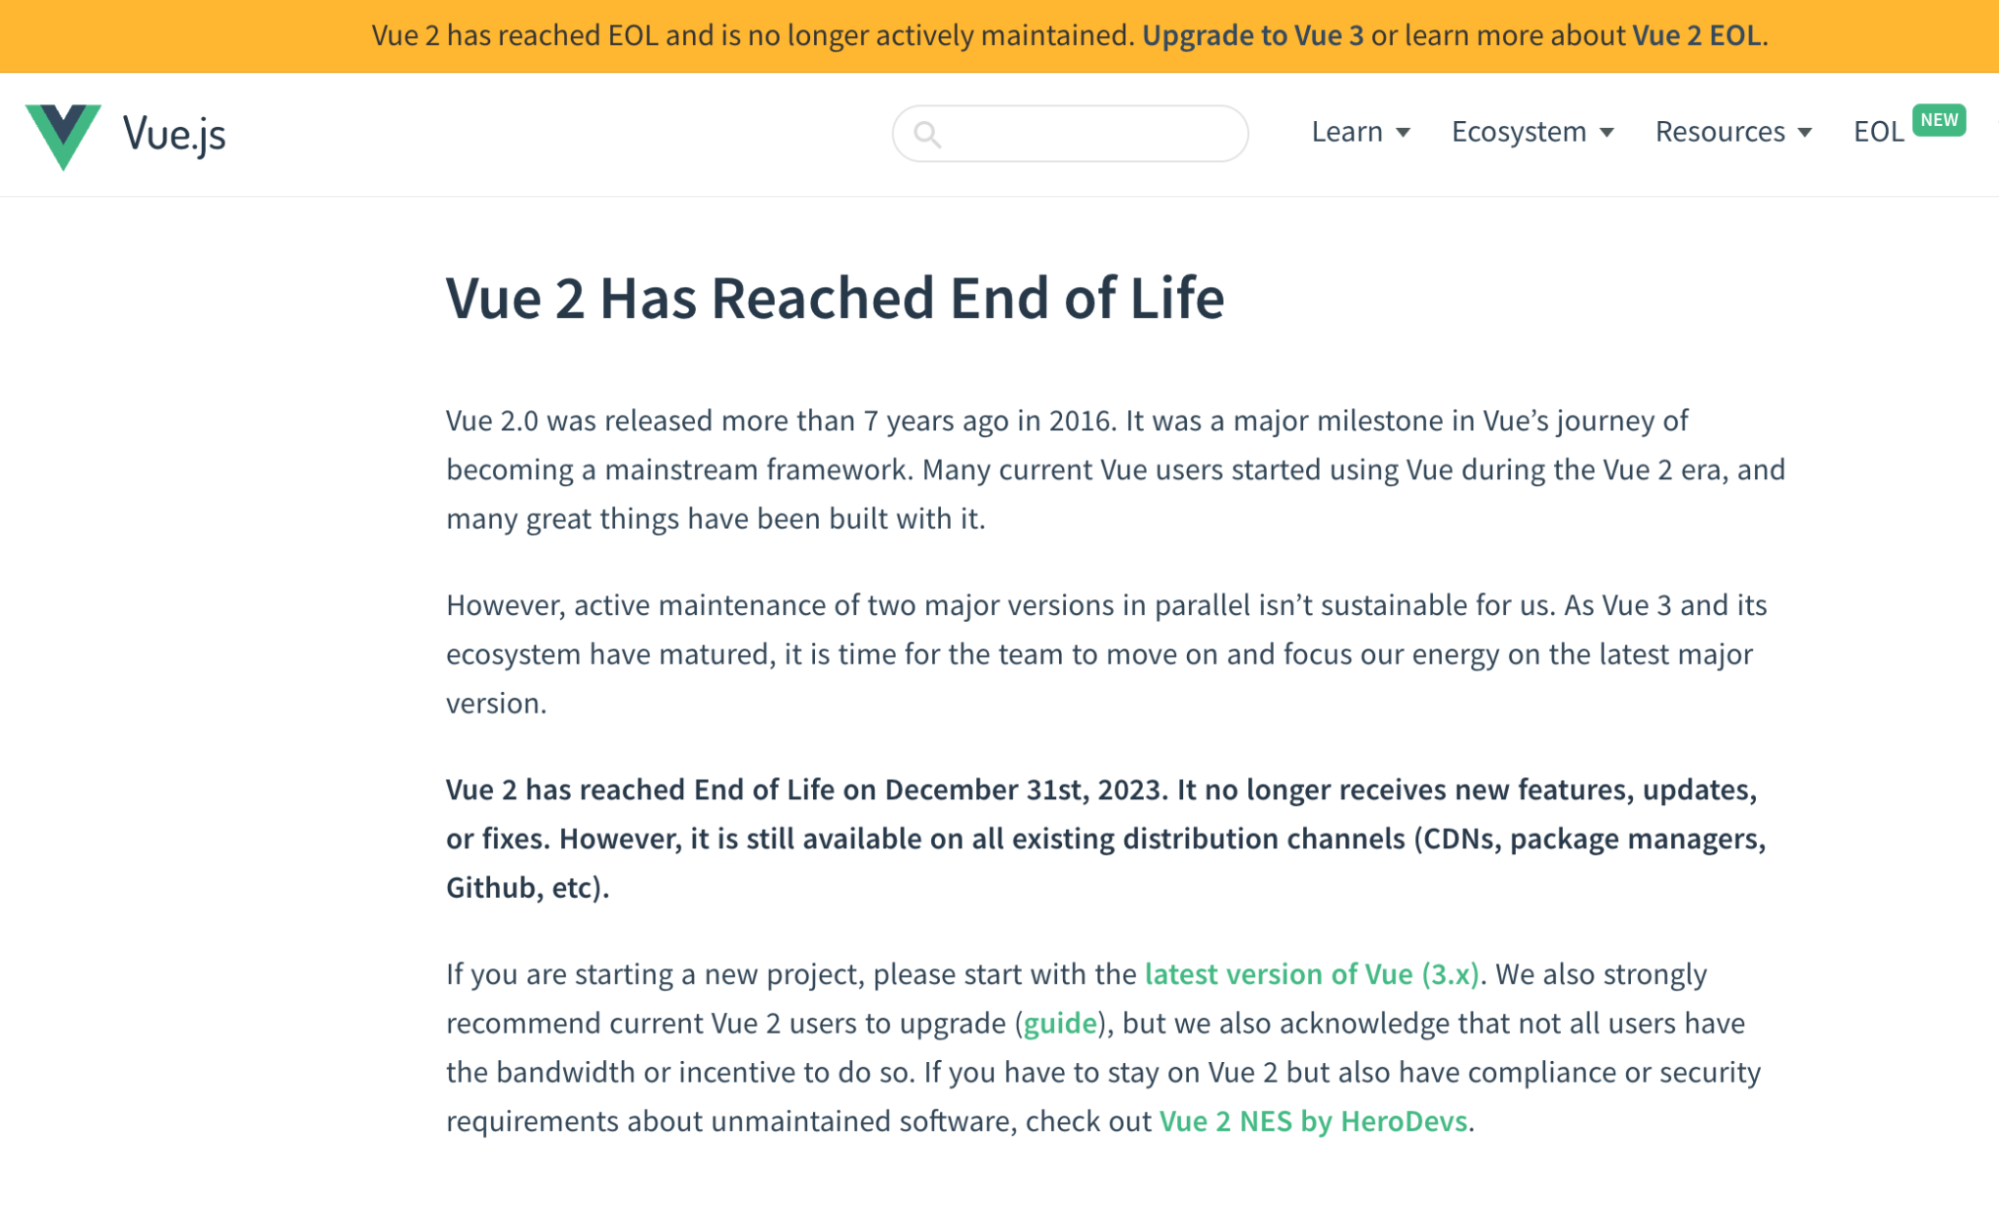 Vue 2 has reached EOL and is no longer actively maintained. Upgrade to Vue 3 or learn more about Vue 2 EOL.
Vue.js
Learn
Ecosystem
Resources
EOL NEW
Vue 2 Has Reached End of Life
Vue 2.0 was released more than 7 years ago in 2016. It was a major milestone in Vue’s journey of
becoming a mainstream framework. Many current Vue users started using Vue during the Vue 2 era, and
many great things have been built with it.
However, active maintenance of two major versions in parallel isn’t sustainable for us. As Vue 3 and its
ecosystem have matured, it is time for the team to move on and focus our energy on the latest major
version.
Vue 2 has reached End of Life on December 31st, 2023. It no longer receives new features, updates,
or fixes. However, it is still available on all existing distribution channels (CDNs, package managers,
Github, etc).
If you are starting a new project, please start with the latest version of Vue (3.x). We also strongly
recommend current Vue 2 users to upgrade (guide), but we also acknowledge that not all users have
the bandwidth or incentive to do so. If you have to stay on Vue 2 but also have compliance or security
requirements about unmaintained software, check out Vue 2 NES by HeroDevs.